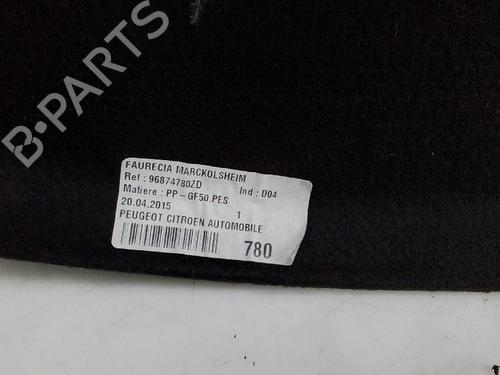 B-PARTS
FAURECIA MARCKOLSHEIM
Ref : 96874780ZD Ind : D04
Matiere : PP-GF50.PES
20.04.2015 1
PEUGEOT CITROEN AUTOMOBILE
780